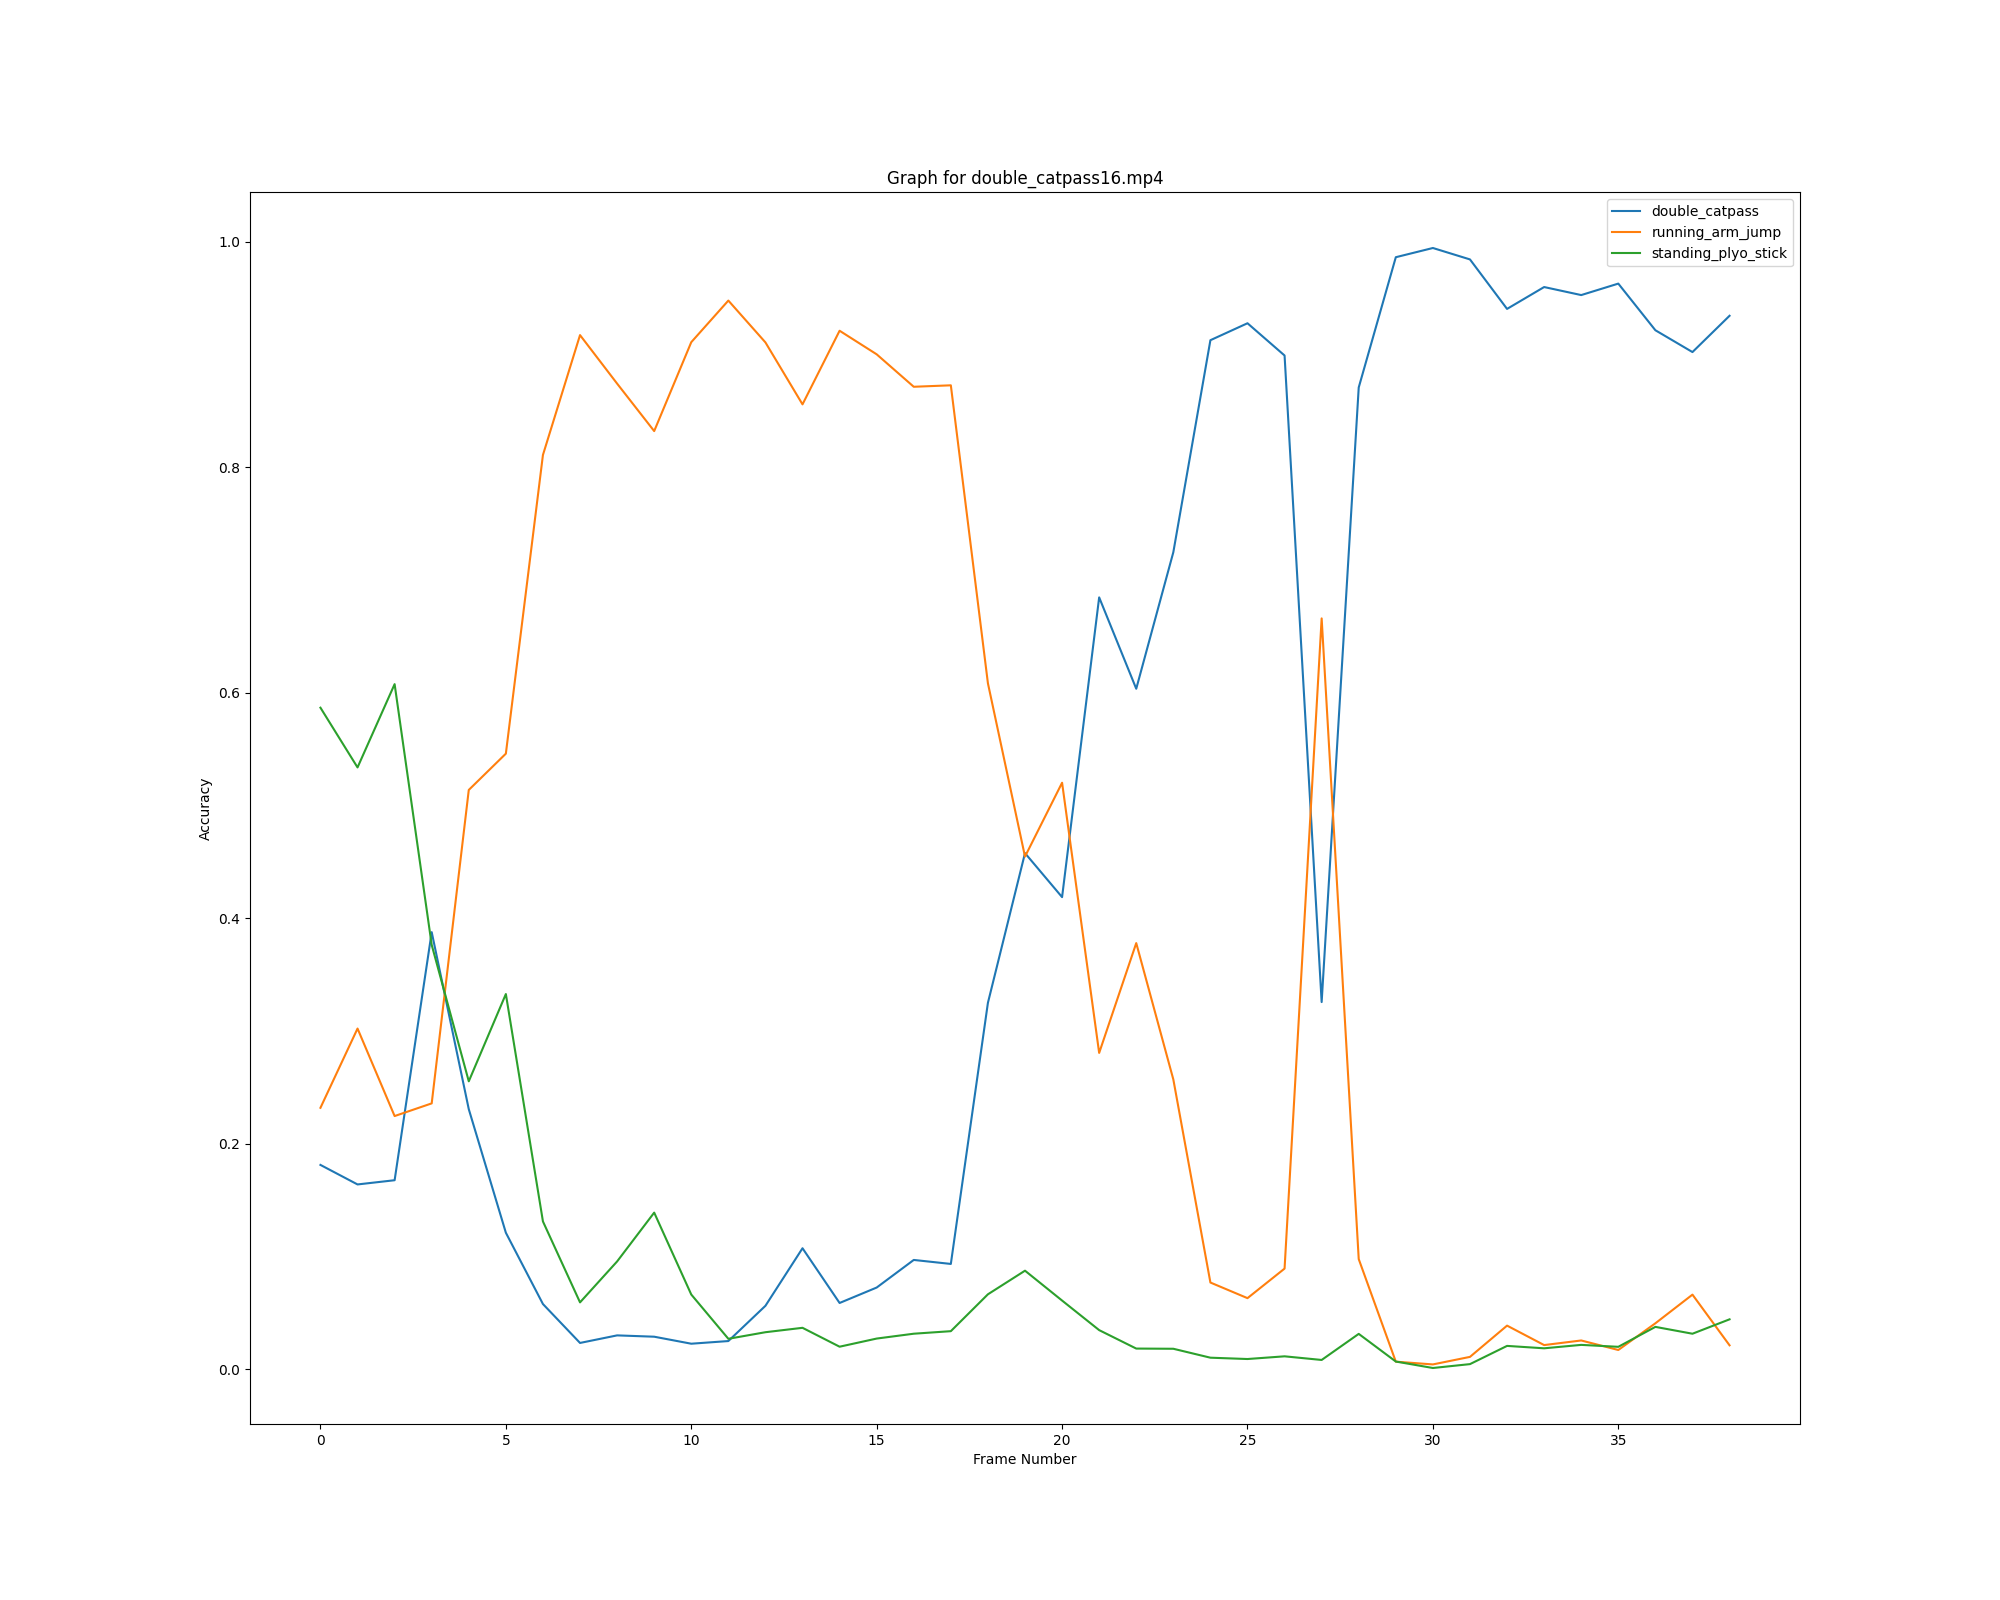 Graph for double_catpass16.mp4
double_catpass
running_arm_jump
standing_plyo_stick
1.0
0.8
0.6
0.4
0.2
0.0
Accuracy
0 5 10 15 20 25 30 35
Frame Number